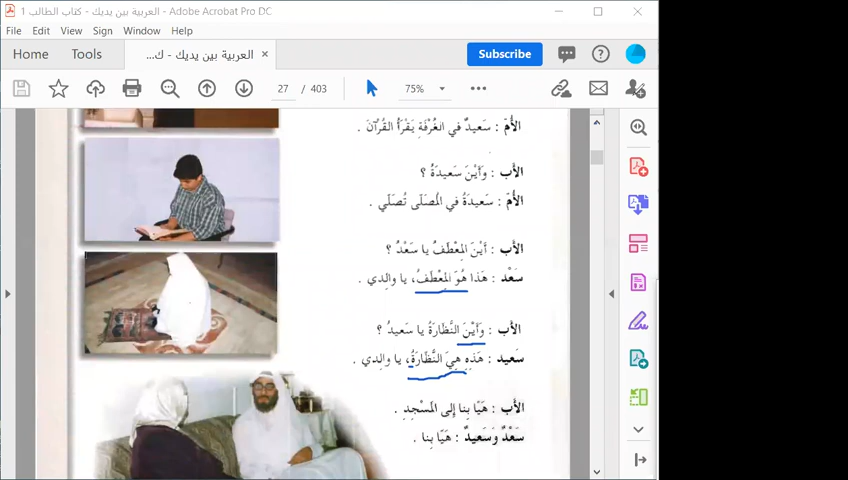 العربية بين يديك - كتاب الطالب 1 - Adobe Acrobat Pro DC
File Edit View Sign Window Help
Home Tools العربية بين يديك - ك... × Subscribe
27 / 403 75%
الأُمّ : سَعيدٌ في الغُرْفَةِ يَقْرَأُ القُرْآنَ .
الأَب : وَأَيْنَ سَعيدَةُ ؟
الأُمّ : سَعيدَةُ في المُصَلّى تُصَلّي .
الأَب : أَيْنَ المِعْطَفُ يا سَعْدُ ؟
سَعْد : هَذا هُوَ المِعْطَفُ، يا والِدي .
الأَب : وَأَيْنَ النَّظّارَةُ يا سَعيدُ ؟
سَعيد : هَذِهِ هِيَ النَّظّارَةُ، يا والِدي .
الأَب : هَيّا بِنا إِلى المَسْجِدِ .
سَعْدٌ وَسَعيدٌ : هَيّا بِنا .